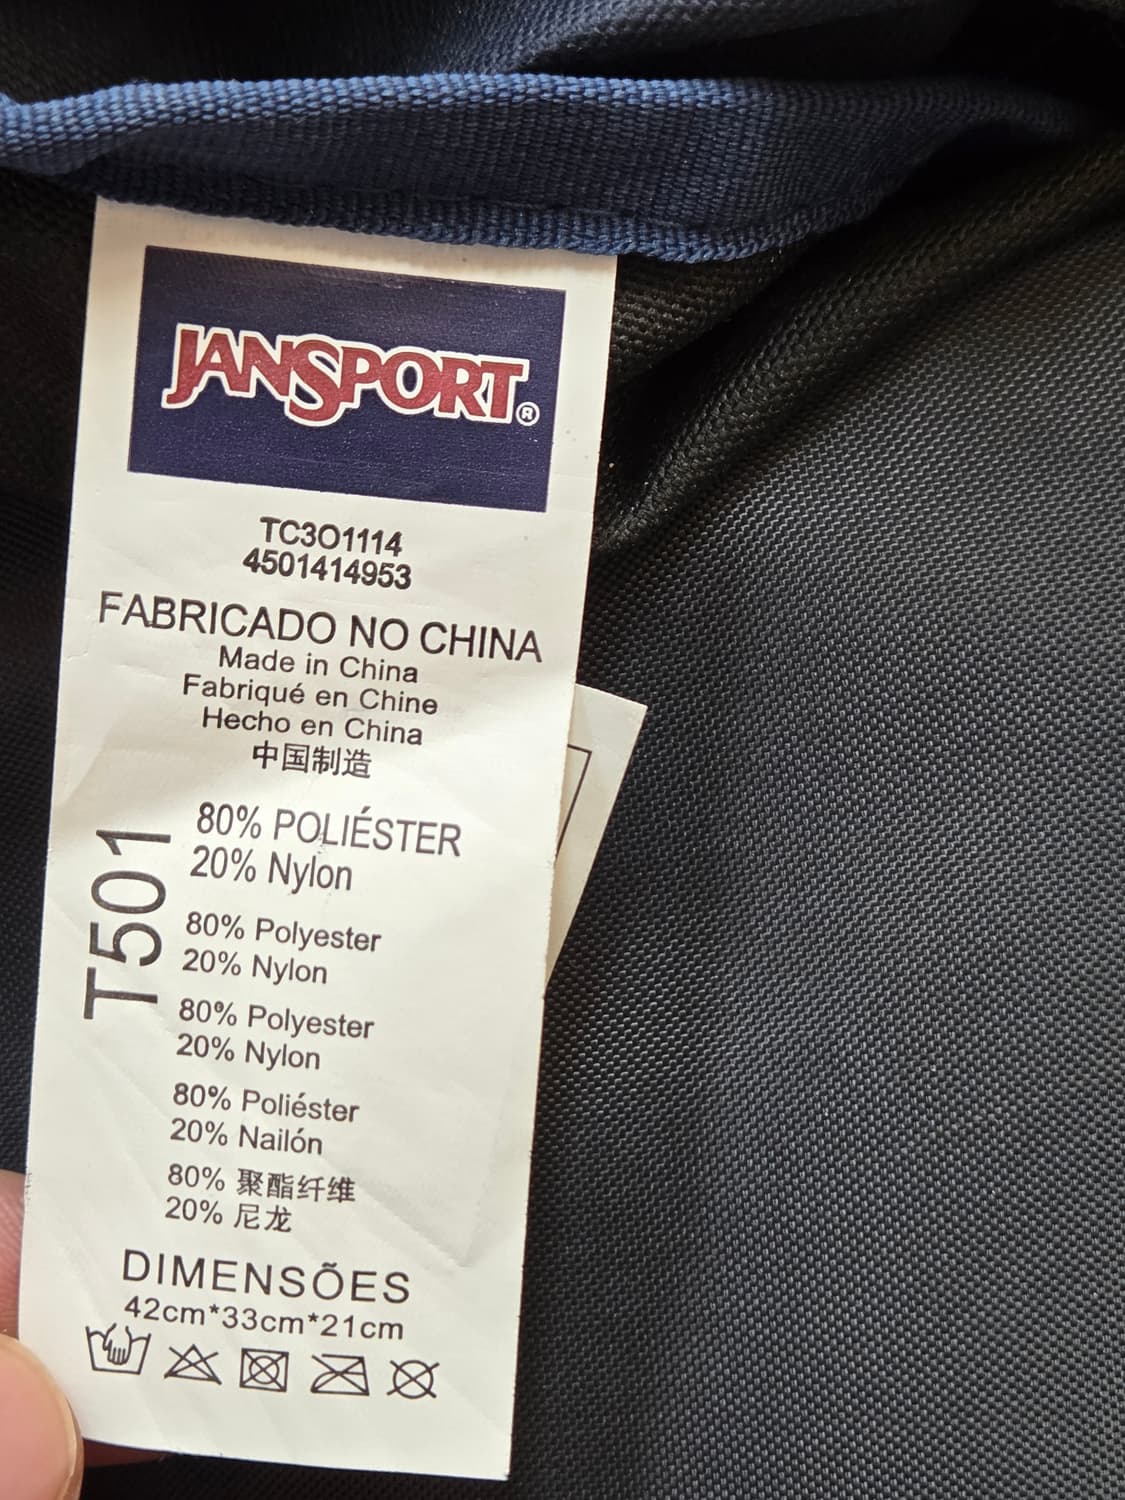 JANSPORT®
TC3O1114
4501414953
FABRICADO NO CHINA
Made in China
Fabriqué en Chine
Hecho en China
中国制造
T501
80% POLIÉSTER
20% Nylon
80% Polyester
20% Nylon
80% Polyester
20% Nylon
80% Poliéster
20% Nailón
80% 聚酯纤维
20% 尼龙
DIMENSÕES
42cm*33cm*21cm